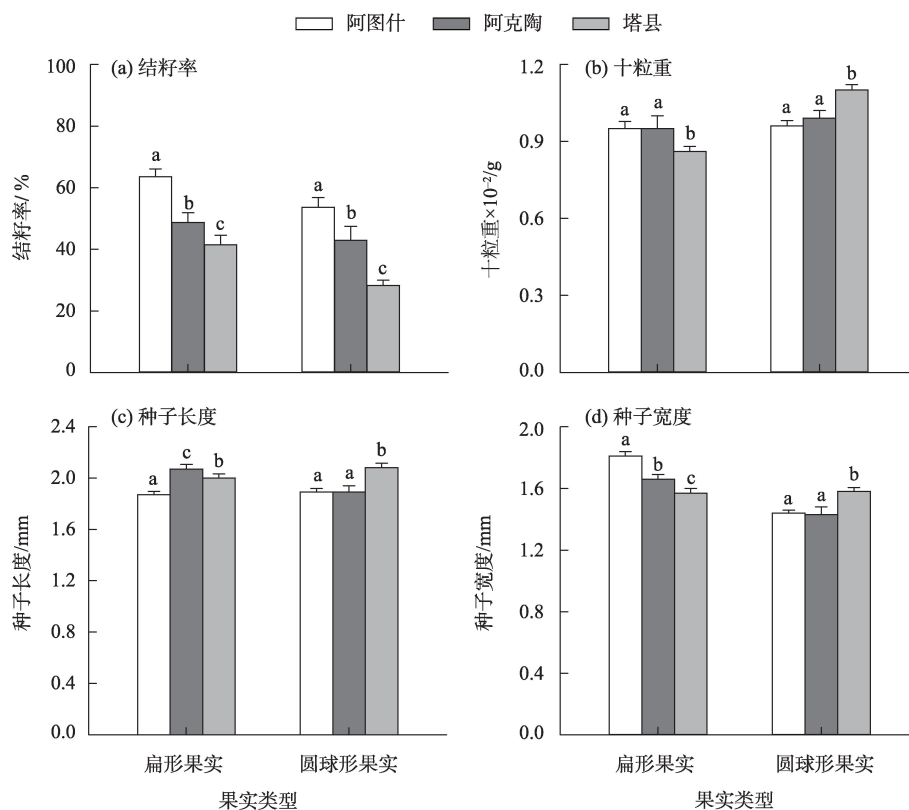 阿图什 阿克陶 塔县
(a) 结籽率
100
80
60
40
20
0
结籽率/ %
a
b
c
a
b
c
(b) 十粒重
1.2
0.9
0.6
0.3
0.0
十粒重×10⁻²/g
a
a
b
a
a
b
(c) 种子长度
2.4
2.0
1.6
1.2
0.8
0.4
0.0
种子长度/mm
a
c
b
a
a
b
扁形果实 圆球形果实
果实类型
(d) 种子宽度
2.0
1.6
1.2
0.8
0.4
0.0
种子宽度/mm
a
b
c
a
a
b
扁形果实 圆球形果实
果实类型